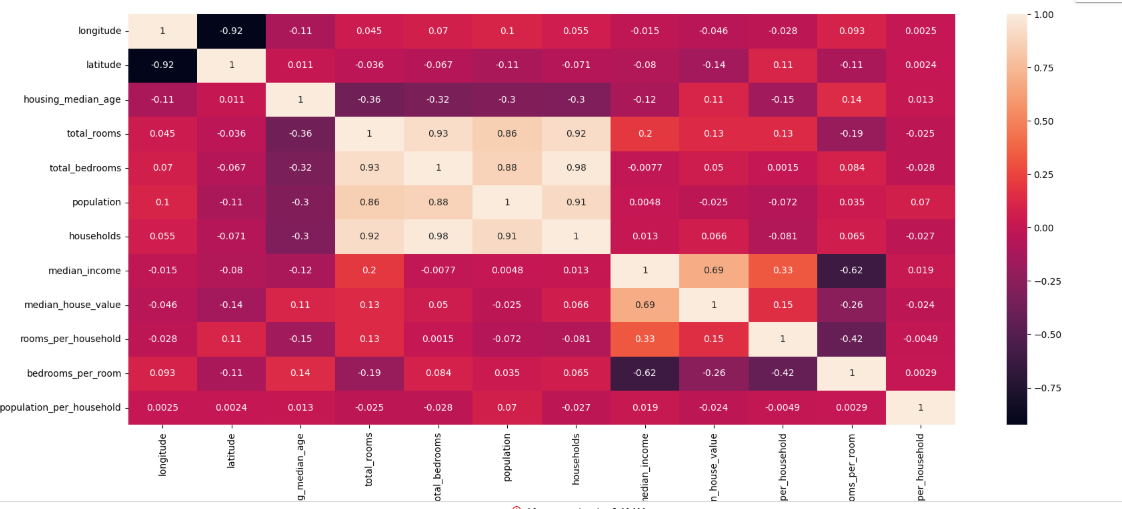 longitude 1 -0.92 -0.11 0.045 0.07 0.1 0.055 -0.015 -0.046 -0.028 0.093 0.0025
latitude -0.92 1 0.011 -0.036 -0.067 -0.11 -0.071 -0.08 -0.14 0.11 -0.11 0.0024
housing_median_age -0.11 0.011 1 -0.36 -0.32 -0.3 -0.3 -0.12 0.11 -0.15 0.14 0.013
total_rooms 0.045 -0.036 -0.36 1 0.93 0.86 0.92 0.2 0.13 0.13 -0.19 -0.025
total_bedrooms 0.07 -0.067 -0.32 0.93 1 0.88 0.98 -0.0077 0.05 0.0015 0.084 -0.028
population 0.1 -0.11 -0.3 0.86 0.88 1 0.91 0.0048 -0.025 -0.072 0.035 0.07
households 0.055 -0.071 -0.3 0.92 0.98 0.91 1 0.013 0.066 -0.081 0.065 -0.027
median_income -0.015 -0.08 -0.12 0.2 -0.0077 0.0048 0.013 1 0.69 0.33 -0.62 0.019
median_house_value -0.046 -0.14 0.11 0.13 0.05 -0.025 0.066 0.69 1 0.15 -0.26 -0.024
rooms_per_household -0.028 0.11 -0.15 0.13 0.0015 -0.072 -0.081 0.33 0.15 1 -0.42 -0.0049
bedrooms_per_room 0.093 -0.11 0.14 -0.19 0.084 0.035 0.065 -0.62 -0.26 -0.42 1 0.0029
population_per_household 0.0025 0.0024 0.013 -0.025 -0.028 0.07 -0.027 0.019 -0.024 -0.0049 0.0029 1
longitude
latitude
g_median_age
total_rooms
otal_bedrooms
population
households
nedian_income
n_house_value
per_household
oms_per_room
per_household
1.00
0.75
0.50
0.25
0.00
−0.25
−0.50
−0.75